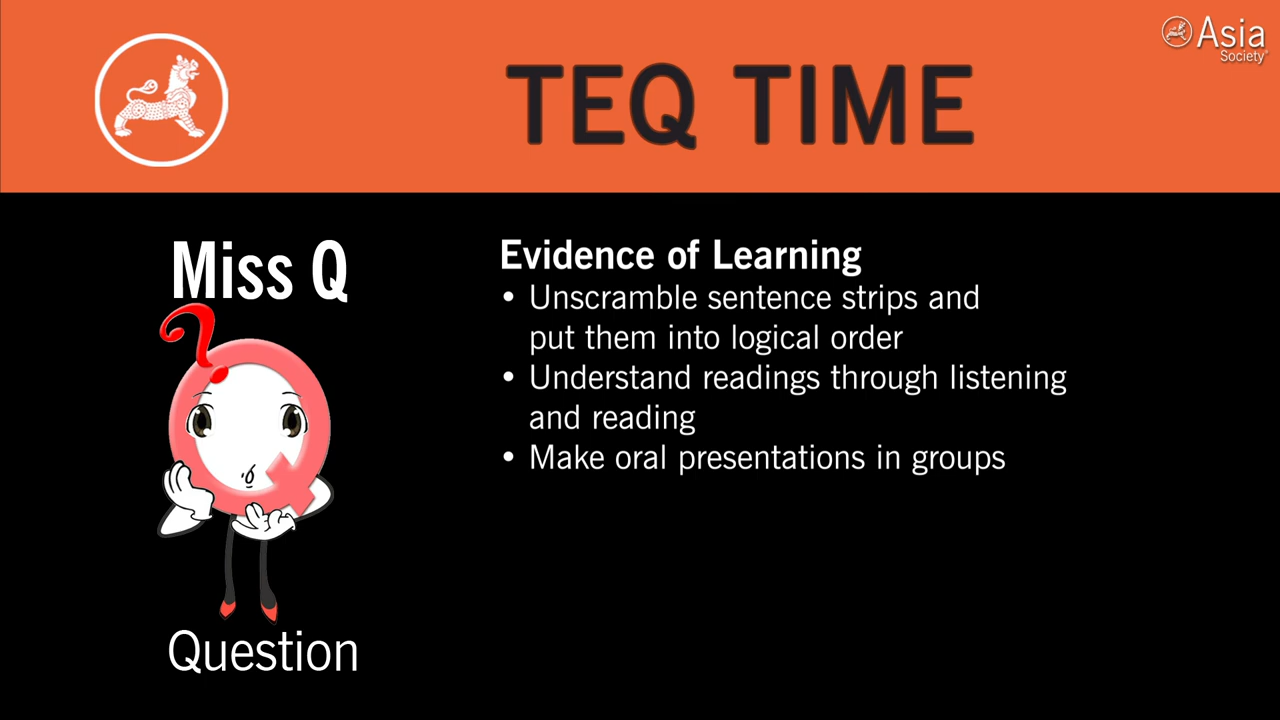 Asia
Society®
TEQ TIME
Miss Q
?
Question
Evidence of Learning
• Unscramble sentence strips and
put them into logical order
• Understand readings through listening
and reading
• Make oral presentations in groups